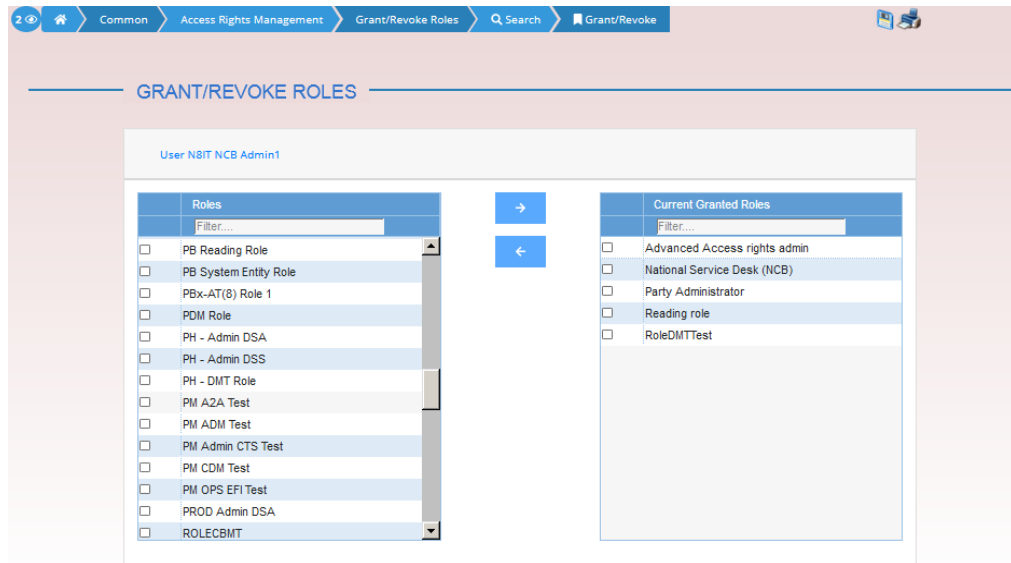 2 Common Access Rights Management Grant/Revoke Roles Search Grant/Revoke
GRANT/REVOKE ROLES
User N8IT NCB Admin1
Roles
Filter....
PB Reading Role
PB System Entity Role
PBx-AT(8) Role 1
PDM Role
PH - Admin DSA
PH - Admin DSS
PH - DMT Role
PM A2A Test
PM ADM Test
PM Admin CTS Test
PM CDM Test
PM OPS EFI Test
PROD Admin DSA
ROLECBMT
Current Granted Roles
Filter....
Advanced Access rights admin
National Service Desk (NCB)
Party Administrator
Reading role
RoleDMTTest